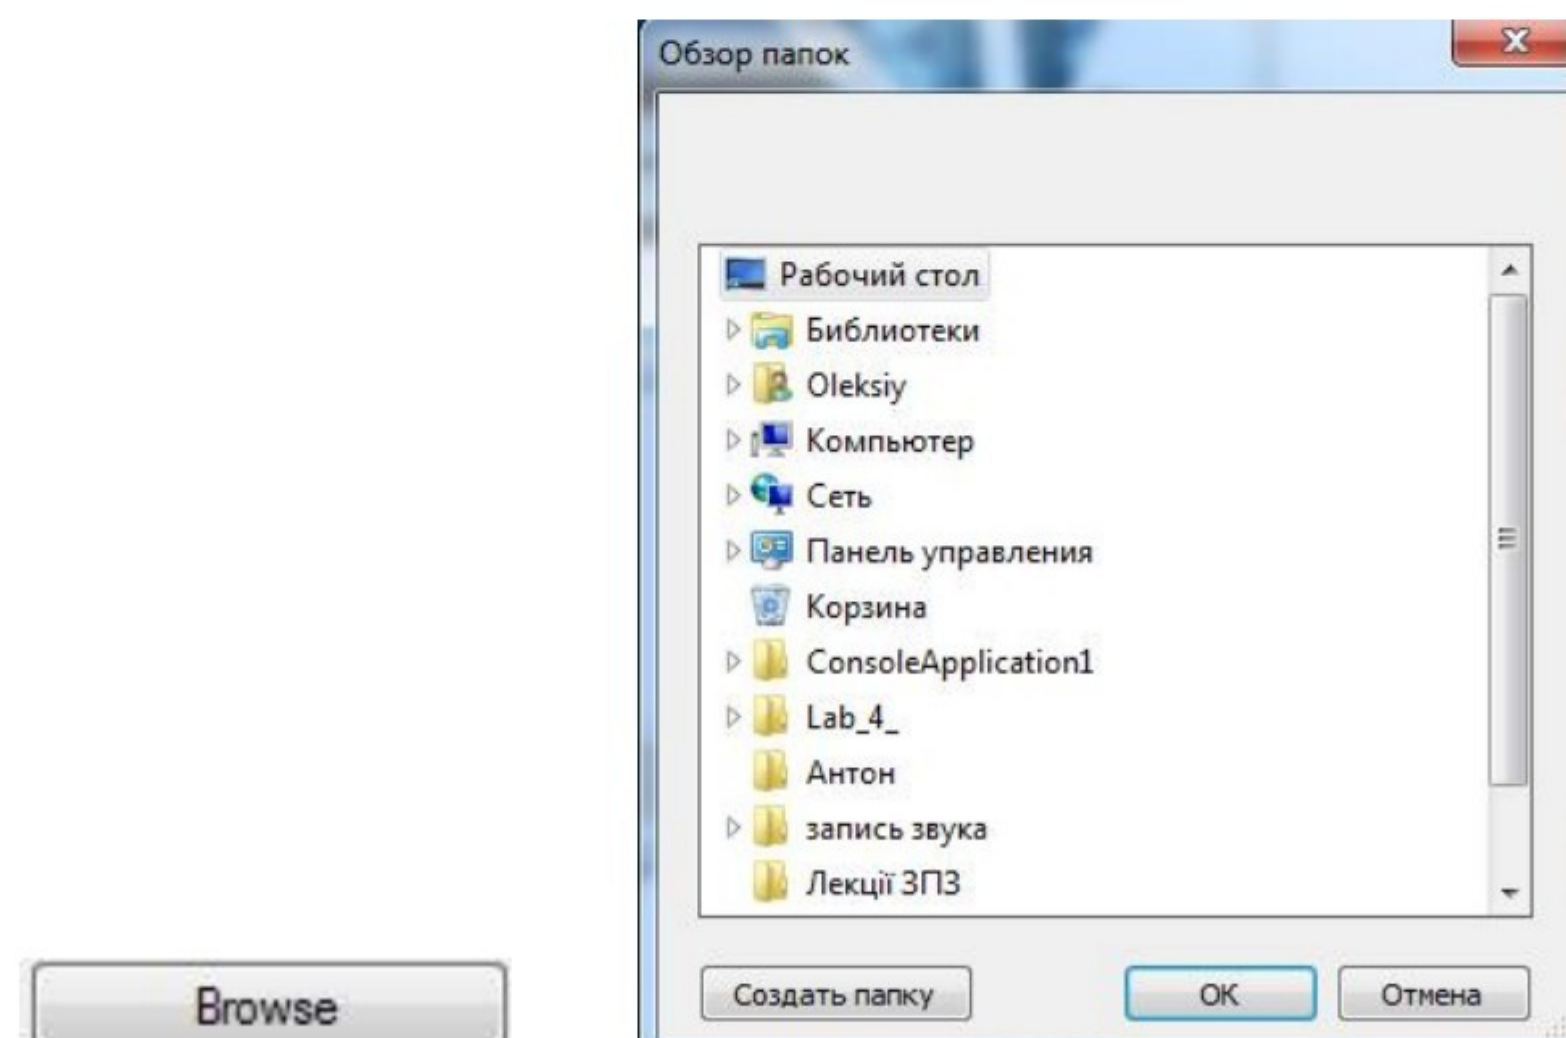 Обзор папок
Рабочий стол
Библиотеки
Oleksiy
Компьютер
Сеть
Панель управления
Корзина
ConsoleApplication1
Lab_4_
Антон
запись звука
Лекції ЗПЗ
Browse
Создать папку
OK
Отмена